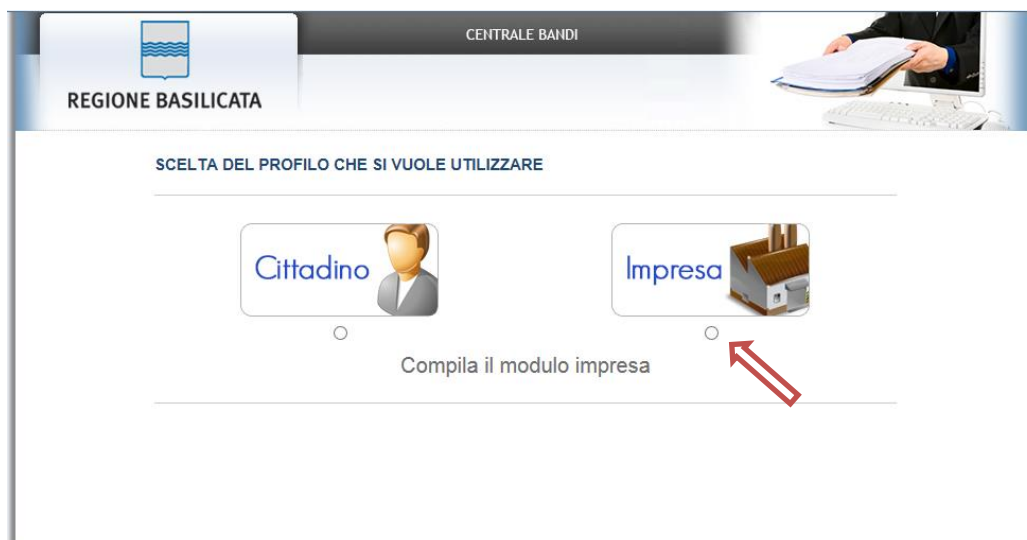 CENTRALE BANDI
REGIONE BASILICATA
SCELTA DEL PROFILO CHE SI VUOLE UTILIZZARE
Cittadino
Impresa
Compila il modulo impresa